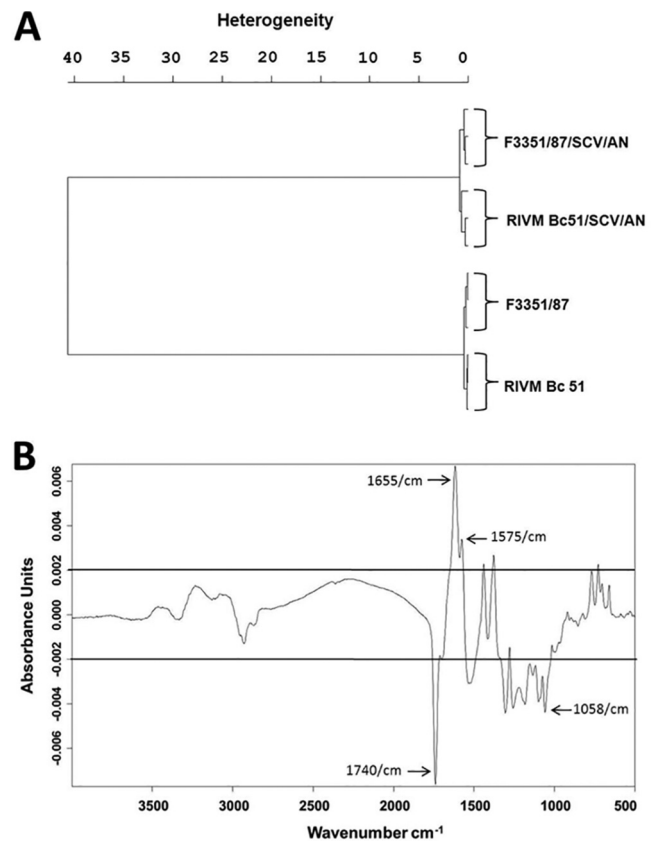 A
Heterogeneity
40 35 30 25 20 15 10 5 0
F3351/87/SCV/AN
RIVM Bc51/SCV/AN
F3351/87
RIVM Bc 51
B
Absorbance Units
0.006
0.004
0.002
0.000
-0.002
-0.004
-0.006
1655/cm
1575/cm
1058/cm
1740/cm
3500 3000 2500 2000 1500 1000 500
Wavenumber cm-1